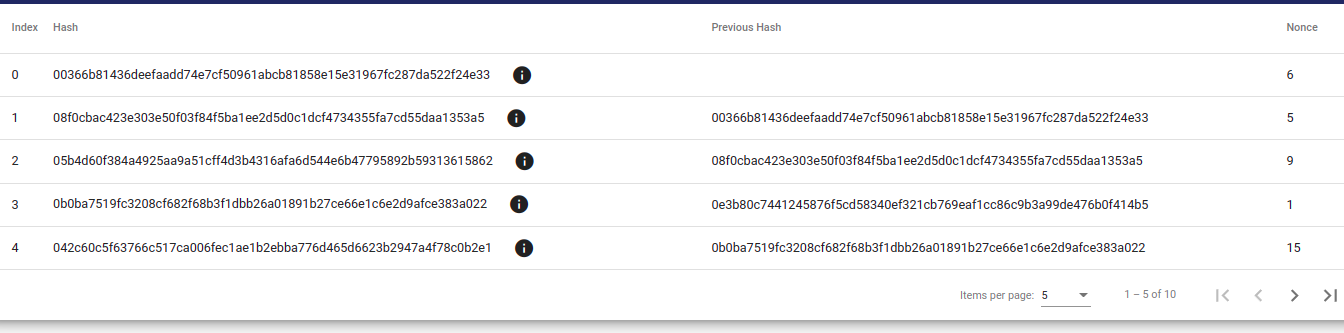 Index Hash Previous Hash Nonce
0 00366b81436deefaadd74e7cf50961abcb81858e15e31967fc287da522f24e33 6
1 08f0cbac423e303e50f03f84f5ba1ee2d5d0c1dcf4734355fa7cd55daa1353a5 00366b81436deefaadd74e7cf50961abcb81858e15e31967fc287da522f24e33 5
2 05b4d60f384a4925aa9a51cff4d3b4316afa6d544e6b47795892b59313615862 08f0cbac423e303e50f03f84f5ba1ee2d5d0c1dcf4734355fa7cd55daa1353a5 9
3 0b0ba7519fc3208cf682f68b3f1dbb26a01891b27ce66e1c6e2d9afce383a022 0e3b80c7441245876f5cd58340ef321cb769eaf1cc86c9b3a99de476b0f414b5 1
4 042c60c5f63766c517ca006fec1ae1b2ebba776d465d6623b2947a4f78c0b2e1 0b0ba7519fc3208cf682f68b3f1dbb26a01891b27ce66e1c6e2d9afce383a022 15
Items per page: 5 1 – 5 of 10